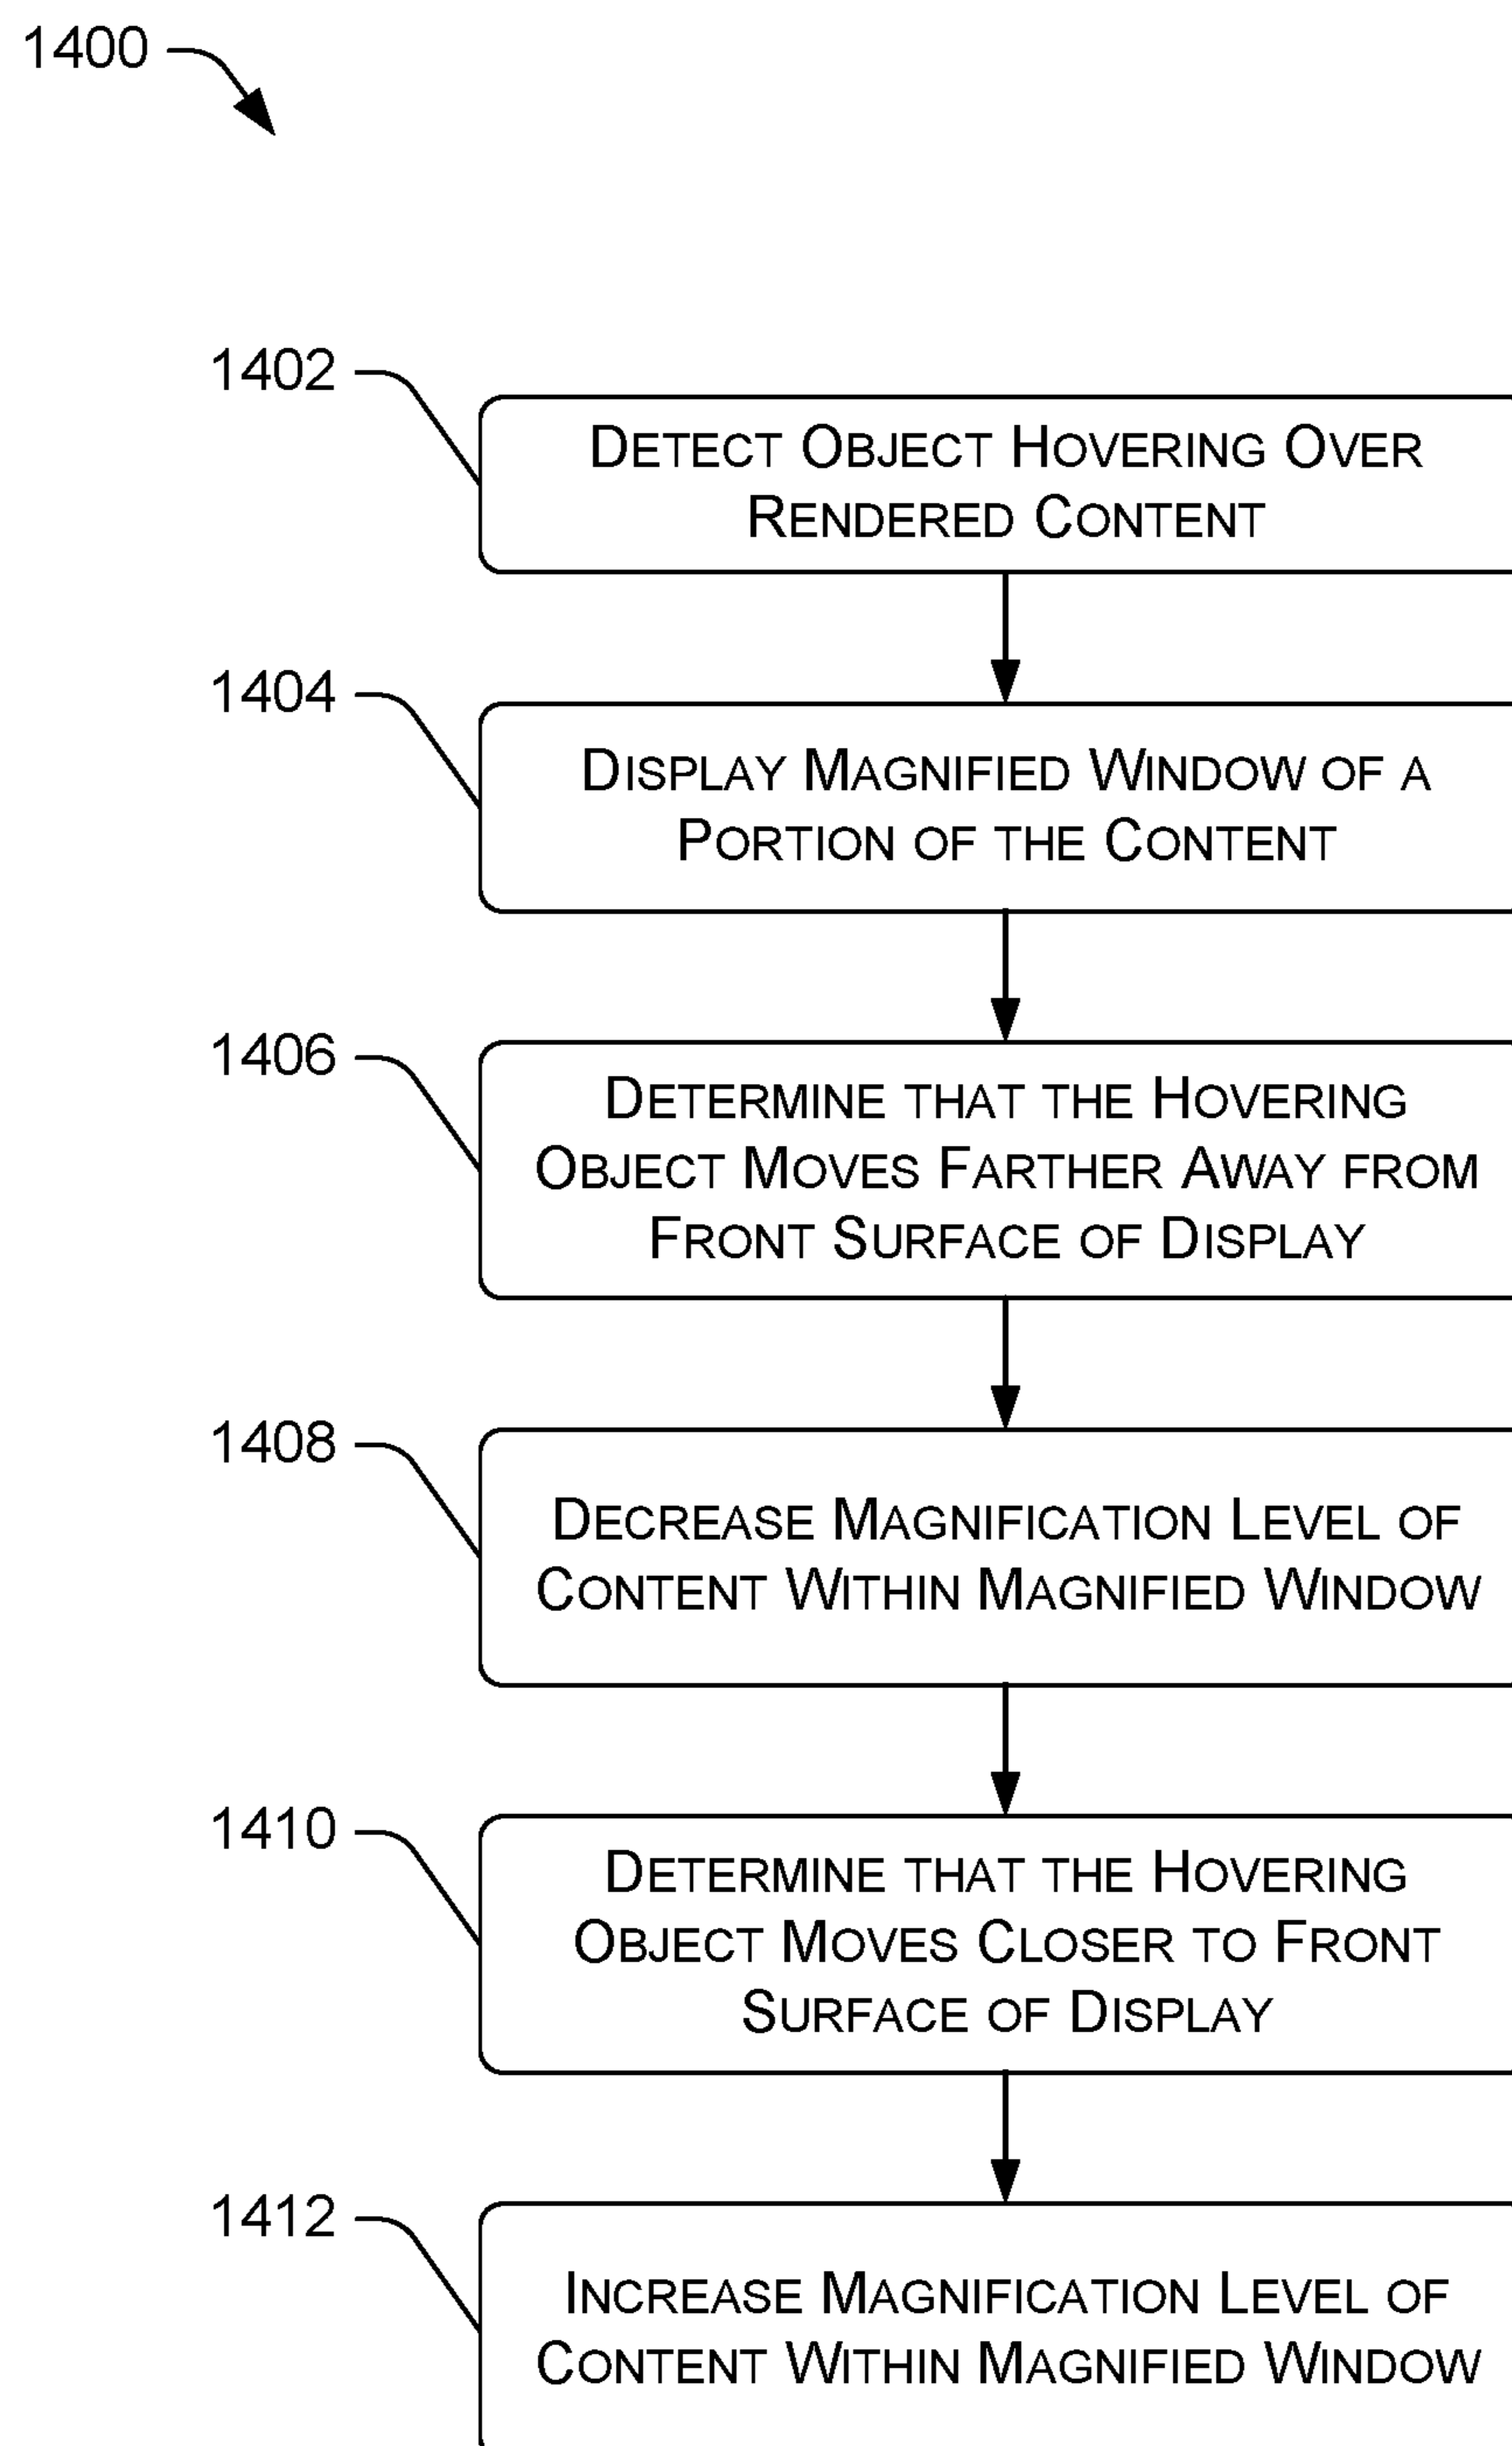 1400
1402
DETECT OBJECT HOVERING OVER
RENDERED CONTENT
1404
DISPLAY MAGNIFIED WINDOW OF A
PORTION OF THE CONTENT
1406
DETERMINE THAT THE HOVERING
OBJECT MOVES FARTHER AWAY FROM
FRONT SURFACE OF DISPLAY
1408
DECREASE MAGNIFICATION LEVEL OF
CONTENT WITHIN MAGNIFIED WINDOW
1410
DETERMINE THAT THE HOVERING
OBJECT MOVES CLOSER TO FRONT
SURFACE OF DISPLAY
1412
INCREASE MAGNIFICATION LEVEL OF
CONTENT WITHIN MAGNIFIED WINDOW